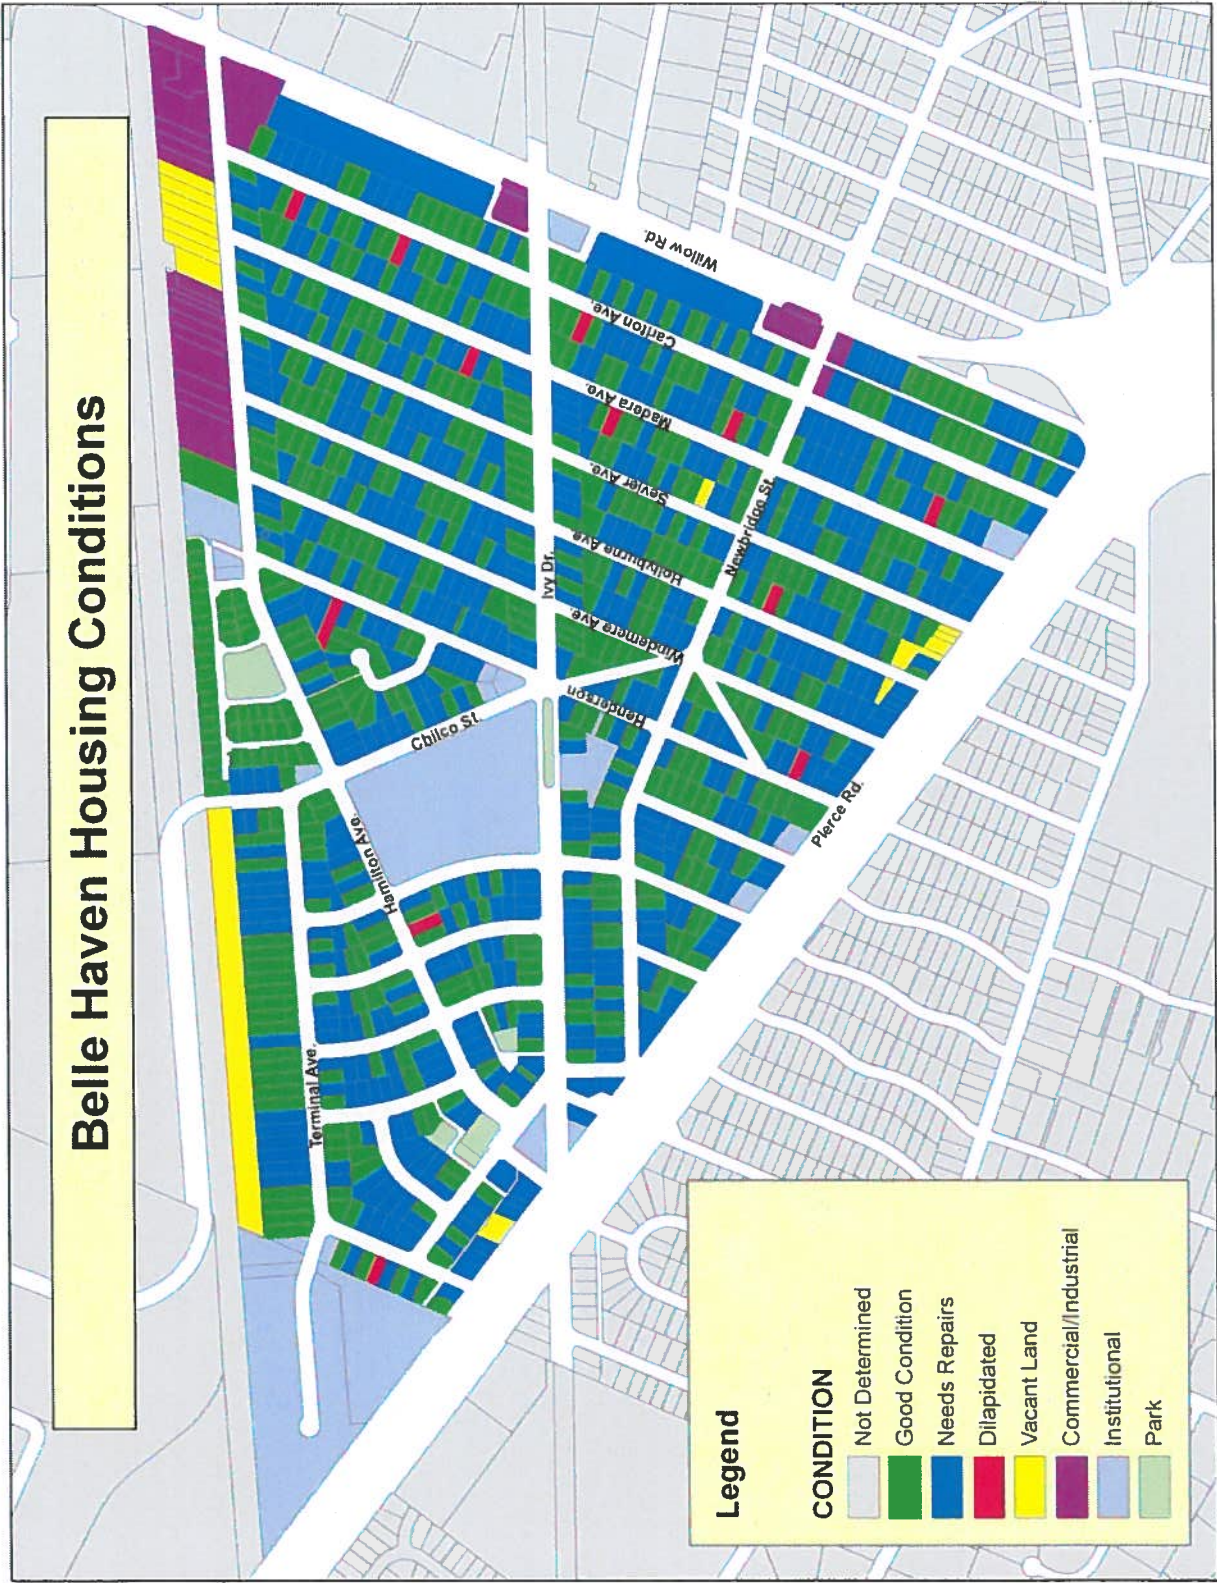 Belle Haven Housing Conditions
Willow Rd.
Carlton Ave.
Madera Ave.
Sevier Ave.
Hollyburne Ave.
Windemere Ave.
Henderson
Newbridge St.
Ivy Dr.
Chilco St.
Hamilton Ave.
Terminal Ave.
Pierce Rd.
Legend
CONDITION
Not Determined
Good Condition
Needs Repairs
Dilapidated
Vacant Land
Commercial/Industrial
Institutional
Park